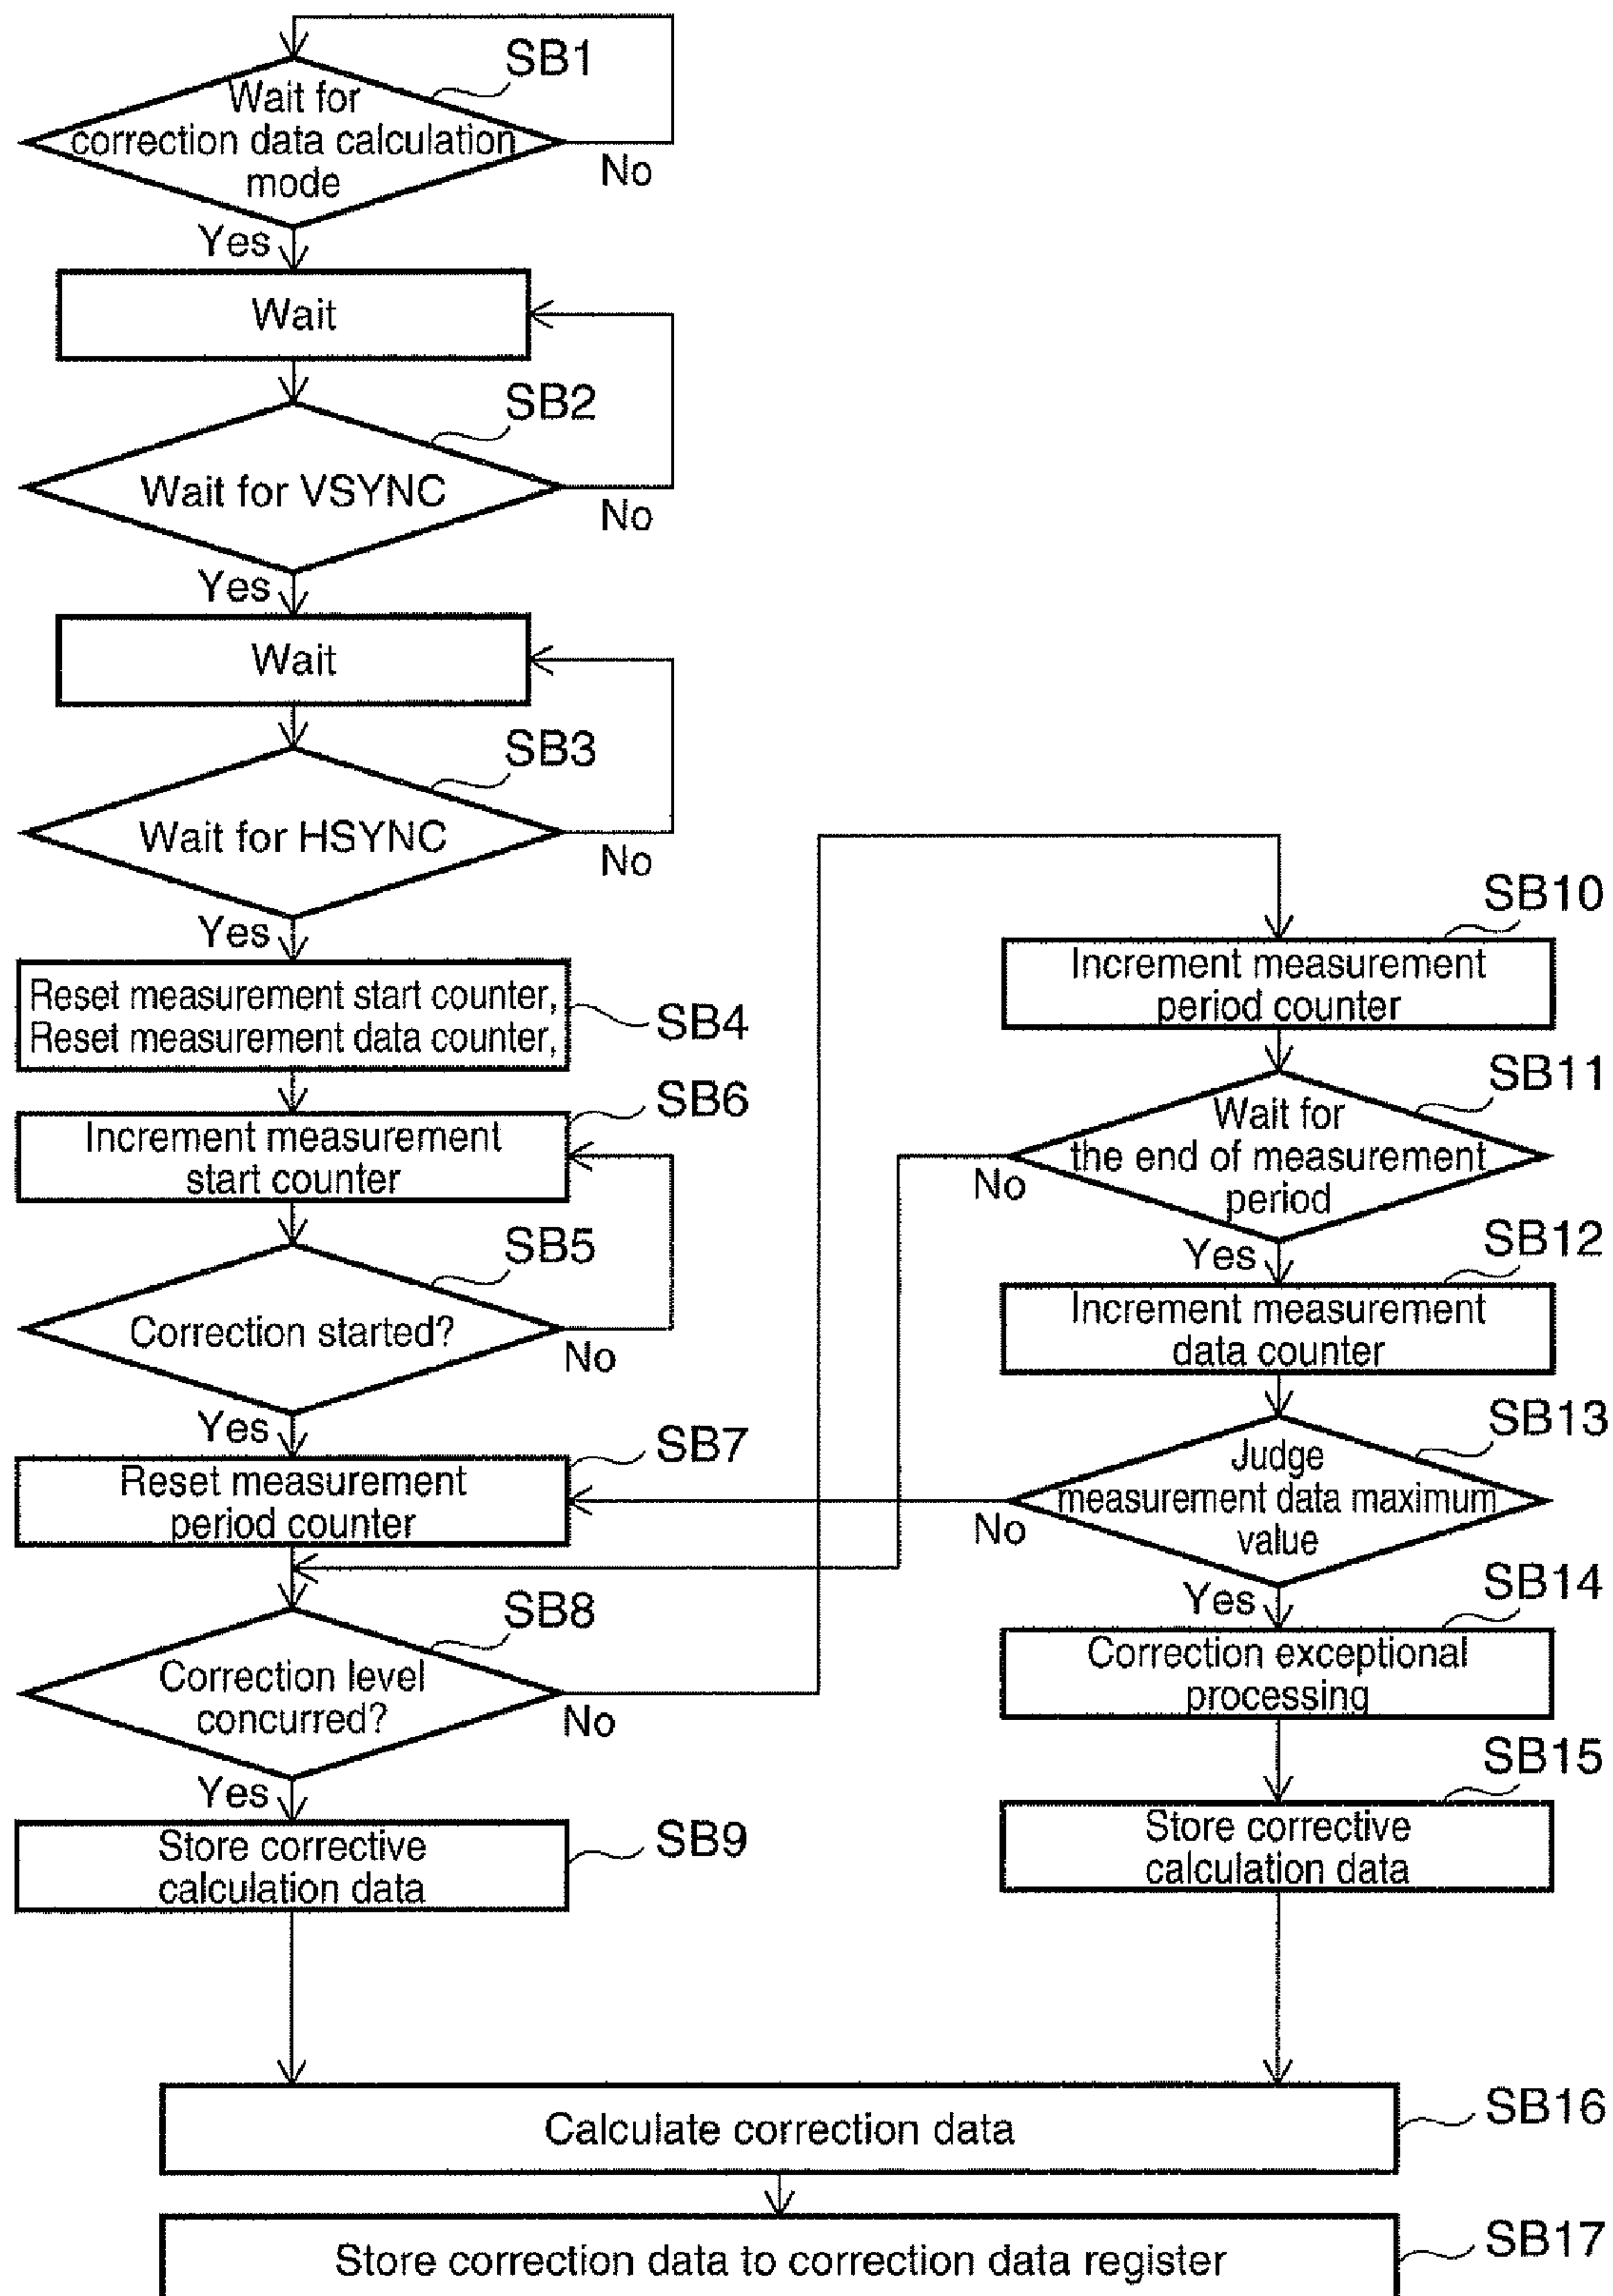 SB1
Wait for
correction data calculation
mode
No
Yes
Wait
SB2
Wait for VSYNC
No
Yes
Wait
SB3
Wait for HSYNC
No
Yes
Reset measurement start counter,
Reset measurement data counter,
SB4
SB6
Increment measurement
start counter
SB5
Correction started?
No
Yes
SB7
Reset measurement
period counter
SB8
Correction level
concurred?
No
Yes
Store corrective
calculation data
SB9
SB10
Increment measurement
period counter
SB11
Wait for
the end of measurement
period
No
Yes
SB12
Increment measurement
data counter
SB13
Judge
measurement data maximum
value
No
Yes
SB14
Correction exceptional
processing
SB15
Store corrective
calculation data
Calculate correction data
SB16
Store correction data to correction data register
SB17